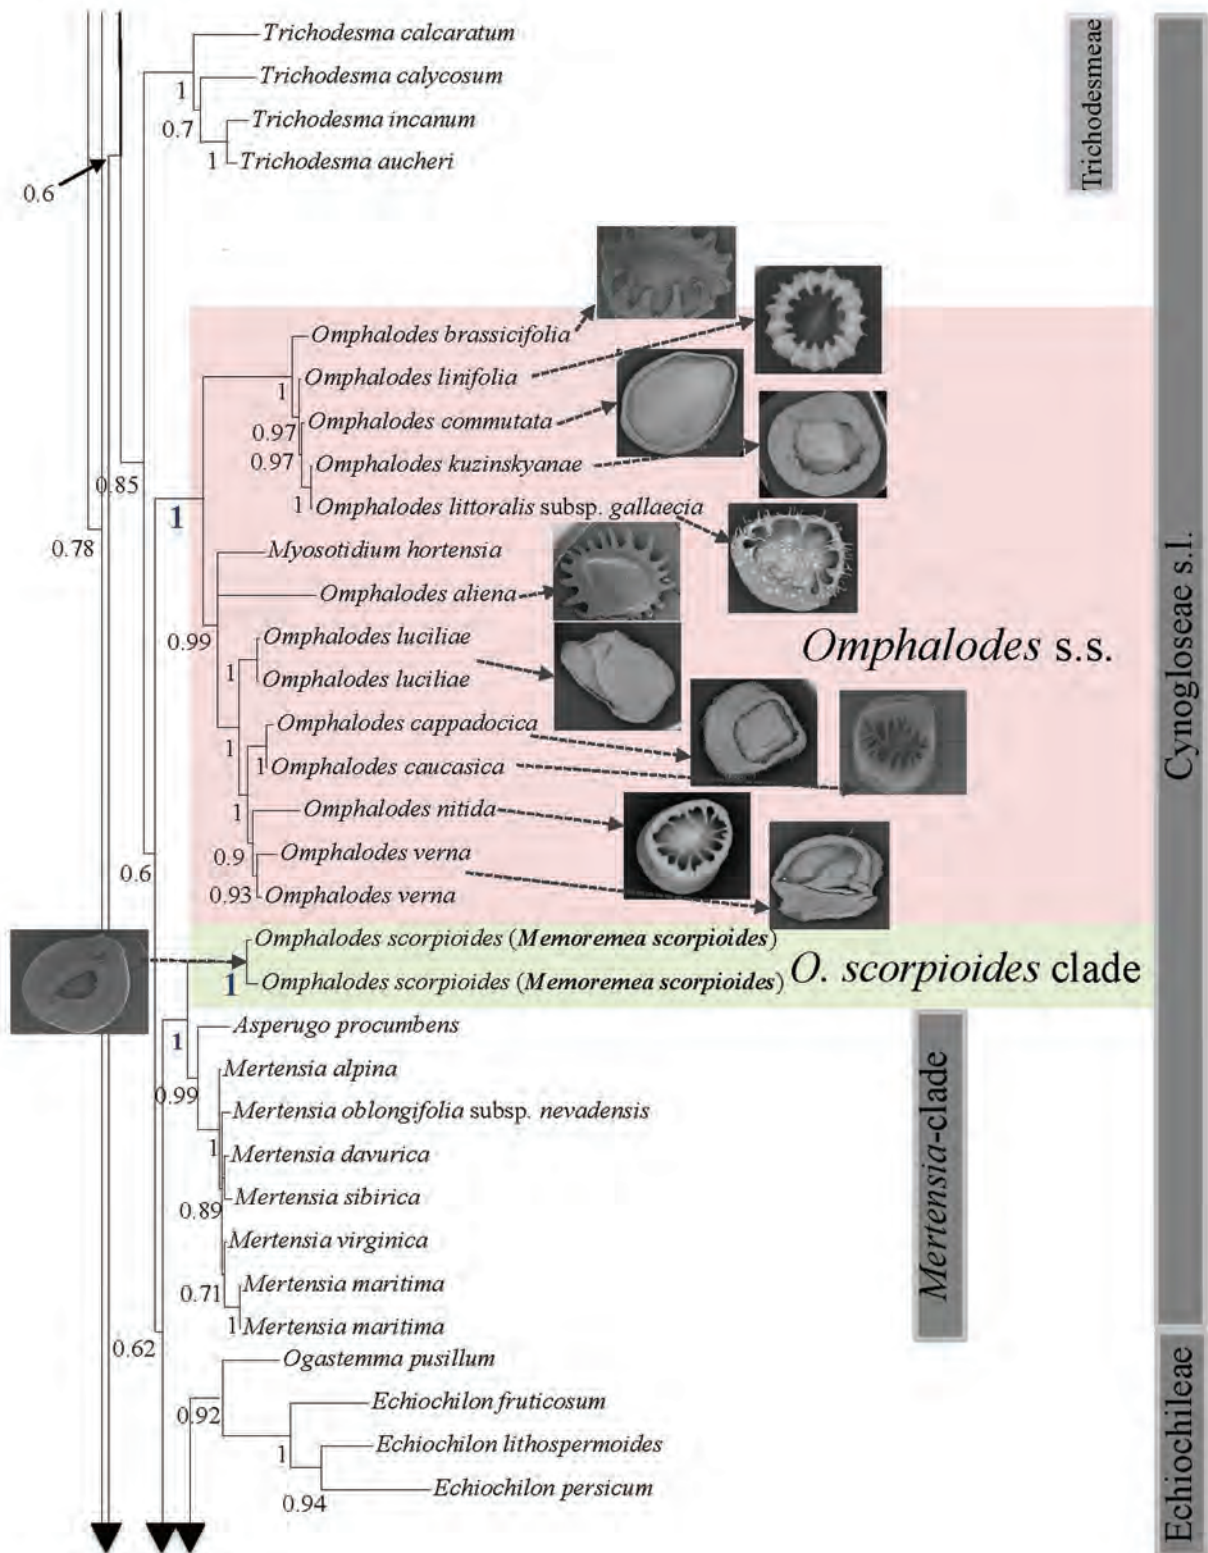 Trichodesma calcaratum
Trichodesma calycosum
1
0.7
Trichodesma incanum
1
Trichodesma aucheri
0.6
Trichodesmeae
Omphalodes brassicifolia
Omphalodes linifolia
1
Omphalodes commutata
0.97
0.97
Omphalodes kuzinskyanae
0.85
1
Omphalodes littoralis subsp. gallaecia
1
0.78
Myosotidium hortensia
Omphalodes aliena
0.99
Omphalodes luciliae
Omphalodes s.s.
1
Omphalodes luciliae
Omphalodes cappadocica
1
1
Omphalodes caucasica
1
Omphalodes nitida
0.9
Omphalodes verna
0.6
0.93
Omphalodes verna
Cynogloseae s.l.
Omphalodes scorpioides (Memoremea scorpioides)
1
Omphalodes scorpioides (Memoremea scorpioides)
O. scorpioides clade
Asperugo procumbens
1
Mertensia alpina
0.99
Mertensia oblongifolia subsp. nevadensis
1
Mertensia davurica
0.89
Mertensia sibirica
Mertensia virginica
0.71
Mertensia maritima
1
Mertensia maritima
Mertensia-clade
0.62
Ogastemma pusillum
0.92
Echiochilon fruticosum
1
Echiochilon lithospermoides
0.94
Echiochilon persicum
Echiochileae